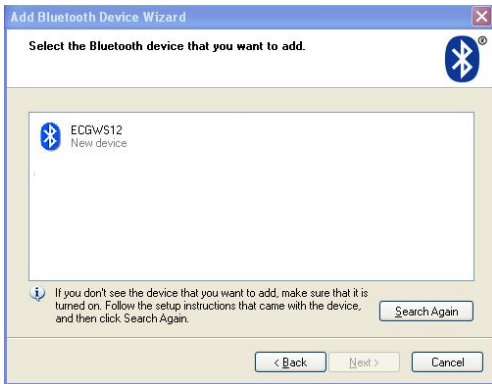 Add Bluetooth Device Wizard
Select the Bluetooth device that you want to add.
®
ECGWS12
New device
If you don't see the device that you want to add, make sure that it is
turned on. Follow the setup instructions that came with the device,
and then click Search Again.
Search Again
< Back Next > Cancel